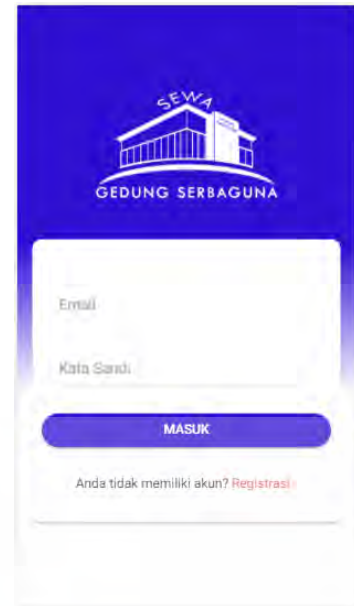 SEWA
GEDUNG SERBAGUNA
Email
Kata Sandi
MASUK
Anda tidak memiliki akun? Registrasi